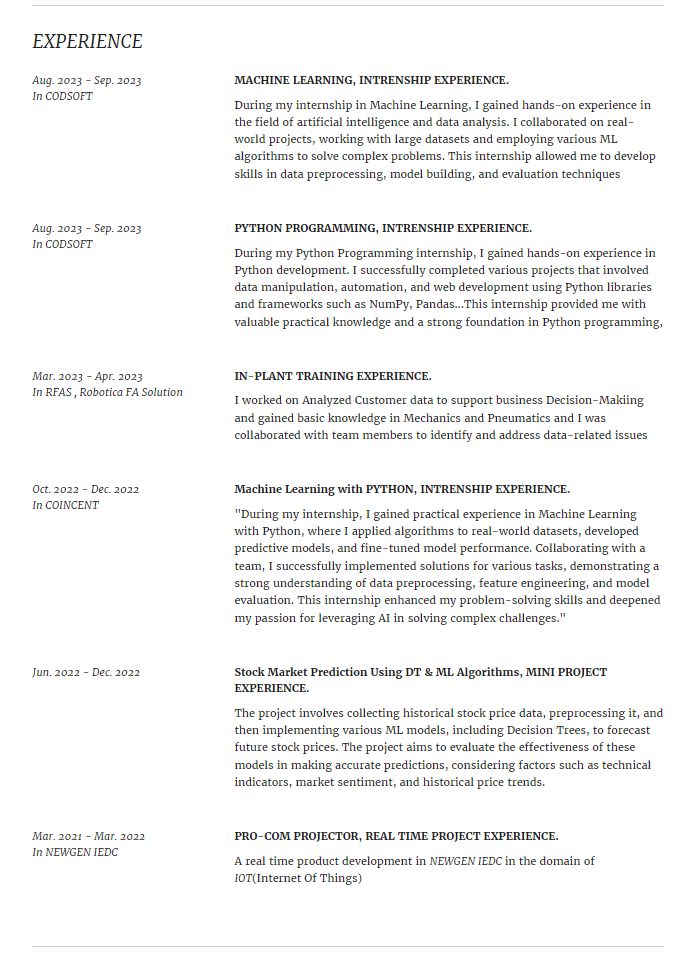 EXPERIENCE
Aug. 2023 – Sep. 2023
In CODSOFT
MACHINE LEARNING, INTRENSHIP EXPERIENCE.
During my internship in Machine Learning, I gained hands-on experience in
the field of artificial intelligence and data analysis. I collaborated on real-
world projects, working with large datasets and employing various ML
algorithms to solve complex problems. This internship allowed me to develop
skills in data preprocessing, model building, and evaluation techniques
Aug. 2023 – Sep. 2023
In CODSOFT
PYTHON PROGRAMMING, INTRENSHIP EXPERIENCE.
During my Python Programming internship, I gained hands-on experience in
Python development. I successfully completed various projects that involved
data manipulation, automation, and web development using Python libraries
and frameworks such as NumPy, Pandas...This internship provided me with
valuable practical knowledge and a strong foundation in Python programming,
Mar. 2023 – Apr. 2023
In RFAS , Robotica FA Solution
IN-PLANT TRAINING EXPERIENCE.
I worked on Analyzed Customer data to support business Decision-Makiing
and gained basic knowledge in Mechanics and Pneumatics and I was
collaborated with team members to identify and address data-related issues
Oct. 2022 – Dec. 2022
In COINCENT
Machine Learning with PYTHON, INTRENSHIP EXPERIENCE.
"During my internship, I gained practical experience in Machine Learning
with Python, where I applied algorithms to real-world datasets, developed
predictive models, and fine-tuned model performance. Collaborating with a
team, I successfully implemented solutions for various tasks, demonstrating a
strong understanding of data preprocessing, feature engineering, and model
evaluation. This internship enhanced my problem-solving skills and deepened
my passion for leveraging AI in solving complex challenges."
Jun. 2022 – Dec. 2022
Stock Market Prediction Using DT & ML Algorithms, MINI PROJECT
EXPERIENCE.
The project involves collecting historical stock price data, preprocessing it, and
then implementing various ML models, including Decision Trees, to forecast
future stock prices. The project aims to evaluate the effectiveness of these
models in making accurate predictions, considering factors such as technical
indicators, market sentiment, and historical price trends.
Mar. 2021 – Mar. 2022
In NEWGEN IEDC
PRO-COM PROJECTOR, REAL TIME PROJECT EXPERIENCE.
A real time product development in NEWGEN IEDC in the domain of
IOT(Internet Of Things)